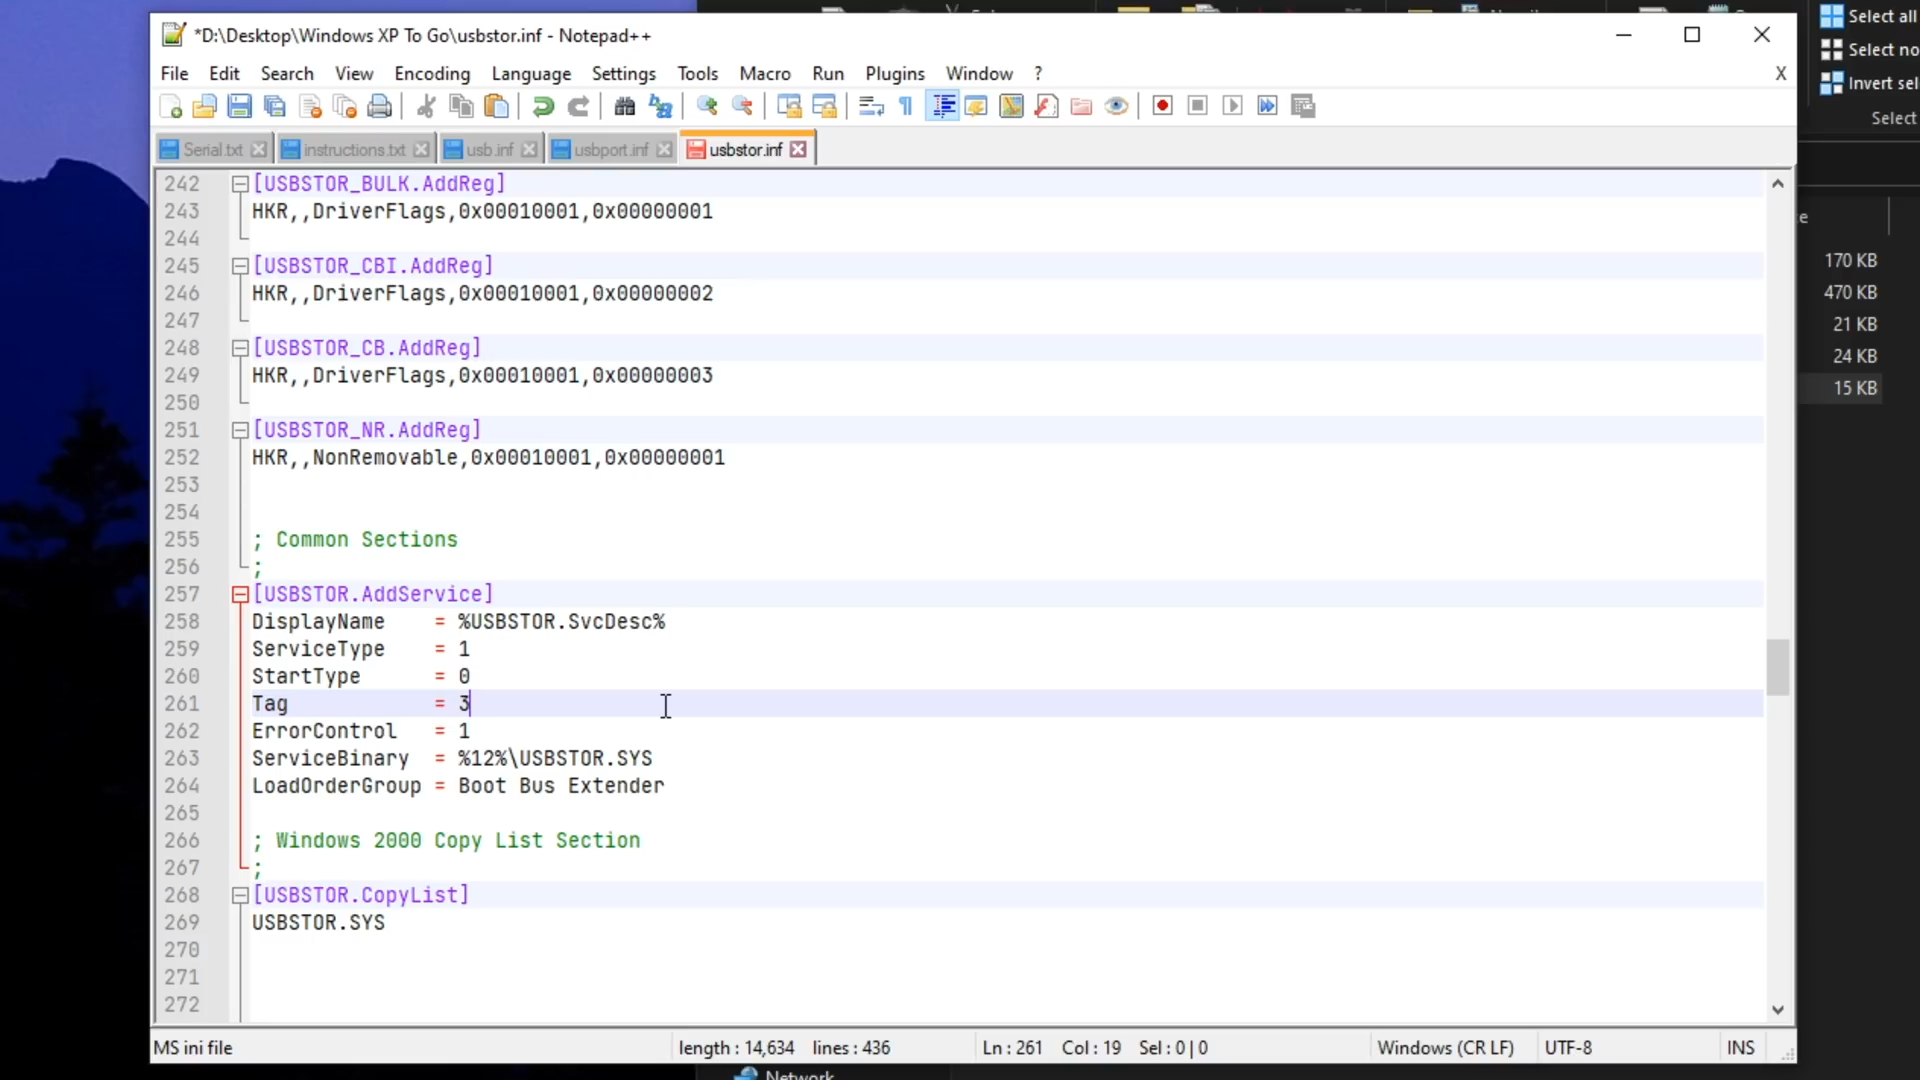 *D:\Desktop\Windows XP To Go\usbstor.inf - Notepad++
File Edit Search View Encoding Language Settings Tools Macro Run Plugins Window ? X
Serial.txt instructions.txt usb.inf usbport.inf usbstor.inf
242 [USBSTOR_BULK.AddReg]
243 HKR,,DriverFlags,0x00010001,0x00000001
244
245 [USBSTOR_CBI.AddReg]
246 HKR,,DriverFlags,0x00010001,0x00000002
247
248 [USBSTOR_CB.AddReg]
249 HKR,,DriverFlags,0x00010001,0x00000003
250
251 [USBSTOR_NR.AddReg]
252 HKR,,NonRemovable,0x00010001,0x00000001
253
254
255 ; Common Sections
256 ;
257 [USBSTOR.AddService]
258 DisplayName = %USBSTOR.SvcDesc%
259 ServiceType = 1
260 StartType = 0
261 Tag = 3
262 ErrorControl = 1
263 ServiceBinary = %12%\USBSTOR.SYS
264 LoadOrderGroup = Boot Bus Extender
265
266 ; Windows 2000 Copy List Section
267 ;
268 [USBSTOR.CopyList]
269 USBSTOR.SYS
270
271
272
MS ini file length : 14,634 lines : 436 Ln : 261 Col : 19 Sel : 0 | 0 Windows (CR LF) UTF-8 INS
Select all
Select no
Invert sel
Select
e
170 KB
470 KB
21 KB
24 KB
15 KB
Network